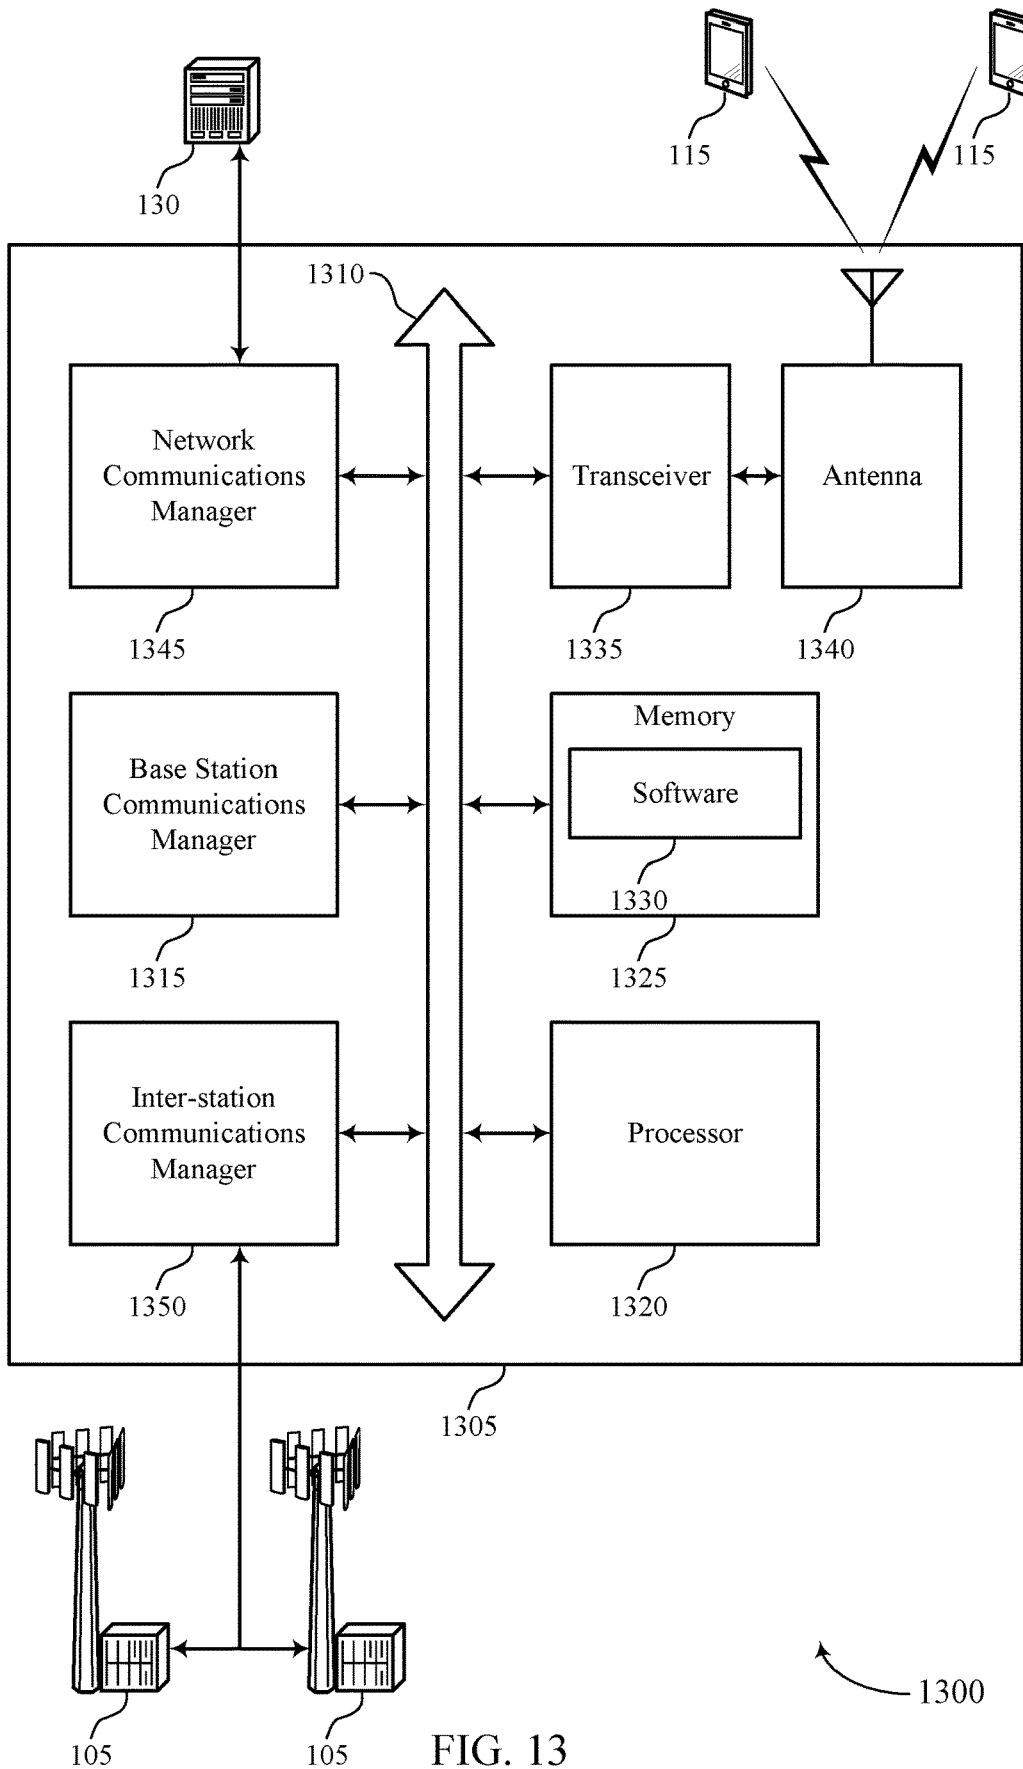 115
115
130
1310
Network
Communications
Manager
Transceiver
Antenna
1345
1335
1340
Base Station
Communications
Manager
Memory
Software
1330
1315
1325
Inter-station
Communications
Manager
Processor
1350
1320
1305
1300
105
105
FIG. 13